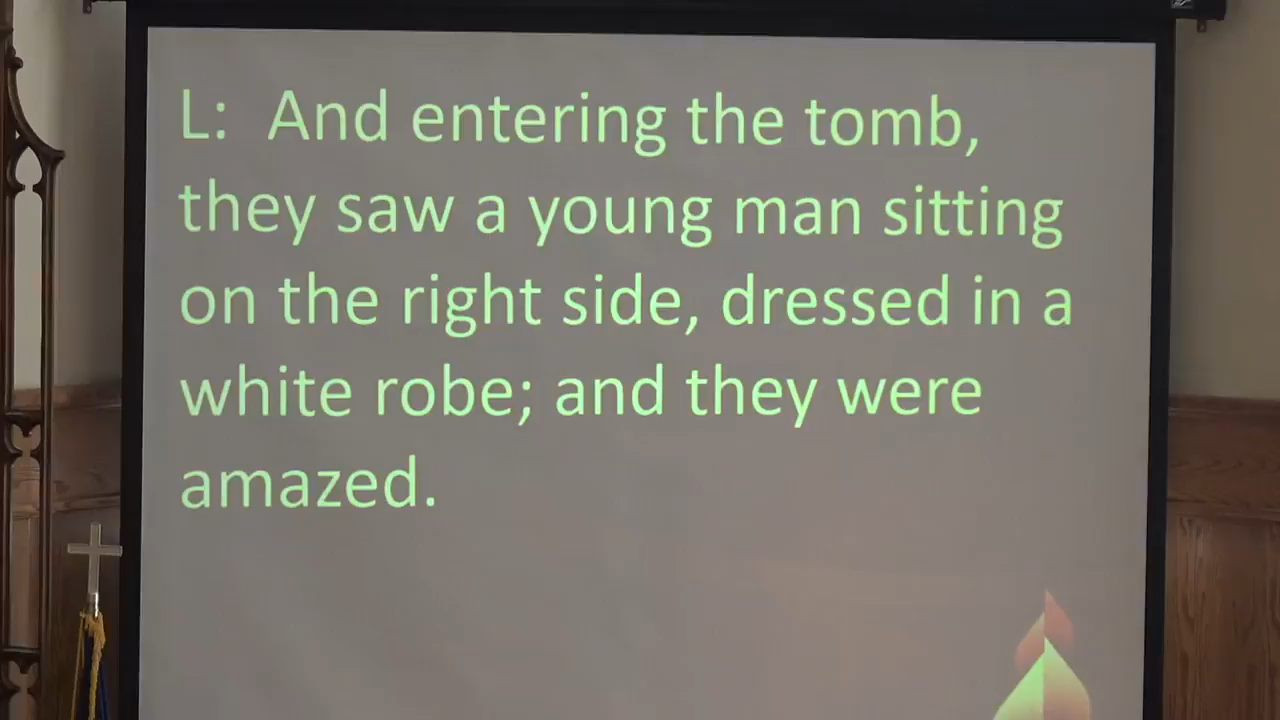 L: And entering the tomb,
they saw a young man sitting
on the right side, dressed in a
white robe; and they were
amazed.